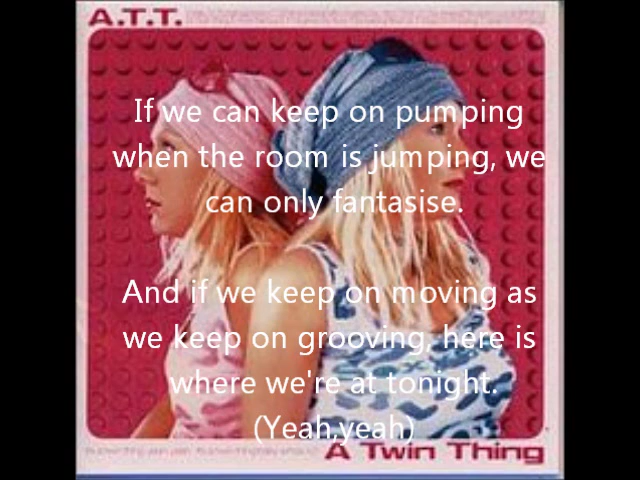 A.T.T.
If we can keep on pumping
when the room is jumping, we
can only fantasise.
And if we keep on moving as
we keep on grooving, here is
where we're at tonight.
(Yeah,yeah)
A Twin Thing